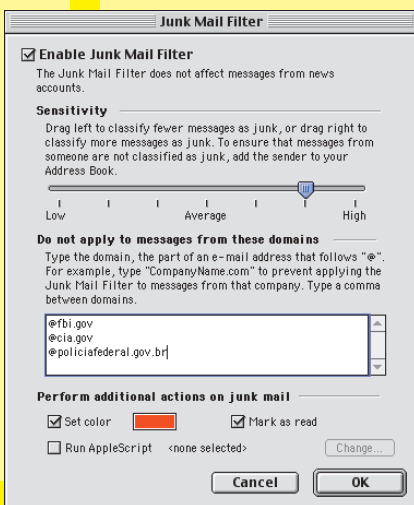 Junk Mail Filter
Enable Junk Mail Filter
The Junk Mail Filter does not affect messages from news
accounts.
Sensitivity
Drag left to classify fewer messages as junk, or drag right to
classify more messages as junk. To ensure that messages from
someone are not classified as junk, add the sender to your
Address Book.
Low Average High
Do not apply to messages from these domains
Type the domain, the part of an e-mail address that follows "@".
For example, type "CompanyName.com" to prevent applying the
Junk Mail Filter to messages from that company. Type a comma
between domains.
@fbi.gov
@cia.gov
@policiafederal.gov.br
Perform additional actions on junk mail
Set color Mark as read
Run AppleScript <none selected> Change...
Cancel OK